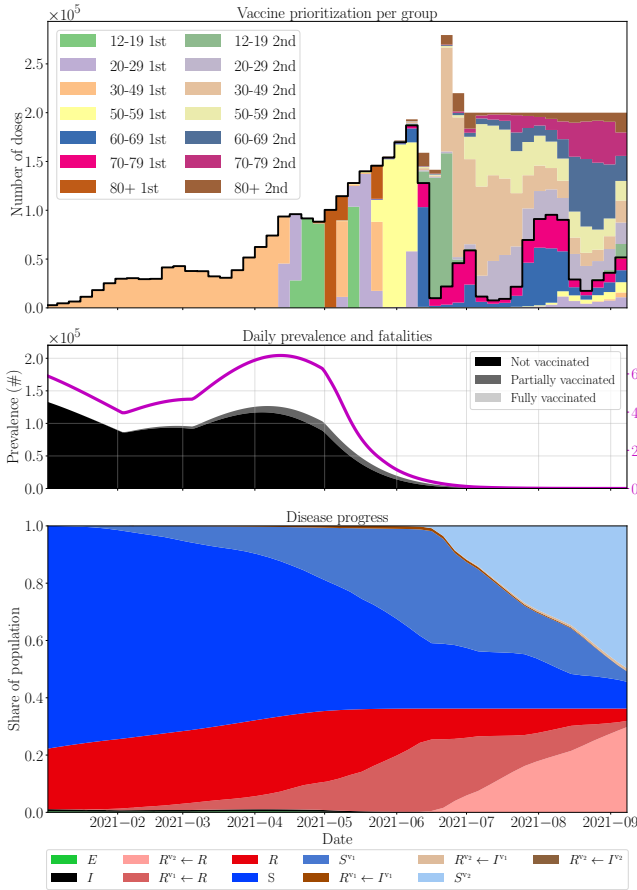 Vaccine prioritization per group
×10⁵
2.5
2.0
1.5
1.0
0.5
0.0
Number of doses
12-19 1st
20-29 1st
30-49 1st
50-59 1st
60-69 1st
70-79 1st
80+ 1st
12-19 2nd
20-29 2nd
30-49 2nd
50-59 2nd
60-69 2nd
70-79 2nd
80+ 2nd
Daily prevalence and fatalities
×10⁵
2.0
1.5
1.0
0.5
0.0
Prevalence (#)
Not vaccinated
Partially vaccinated
Fully vaccinated
6
4
2
0
Disease progress
1.0
0.8
0.6
0.4
0.2
0.0
Share of population
2021−02 2021−03 2021−04 2021−05 2021−06 2021−07 2021−08 2021−09
Date
E R^{v₂} ← R R S^{v₁} R^{v₂} ← I^{v₁} R^{v₂} ← I^{v₂}
I R^{v₁} ← R S R^{v₁} ← I^{v₁} S^{v₂}